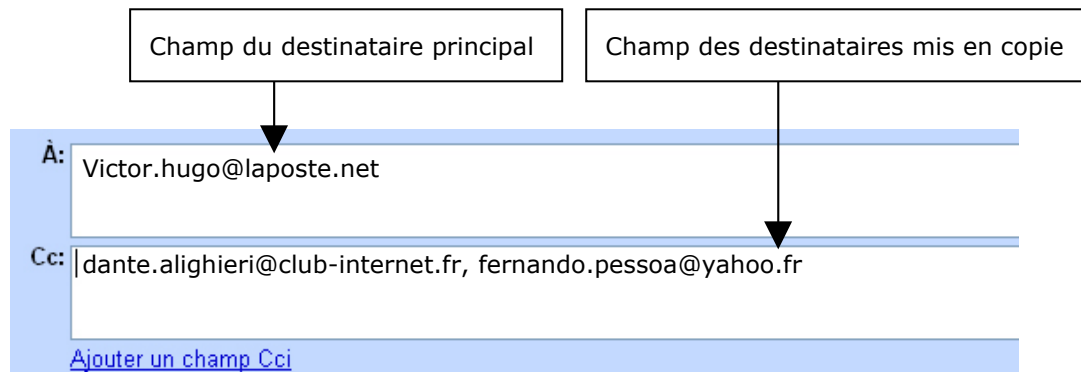 Champ du destinataire principal
Champ des destinataires mis en copie
À:
Victor.hugo@laposte.net
Cc:
dante.alighieri@club-internet.fr, fernando.pessoa@yahoo.fr
Ajouter un champ Cci